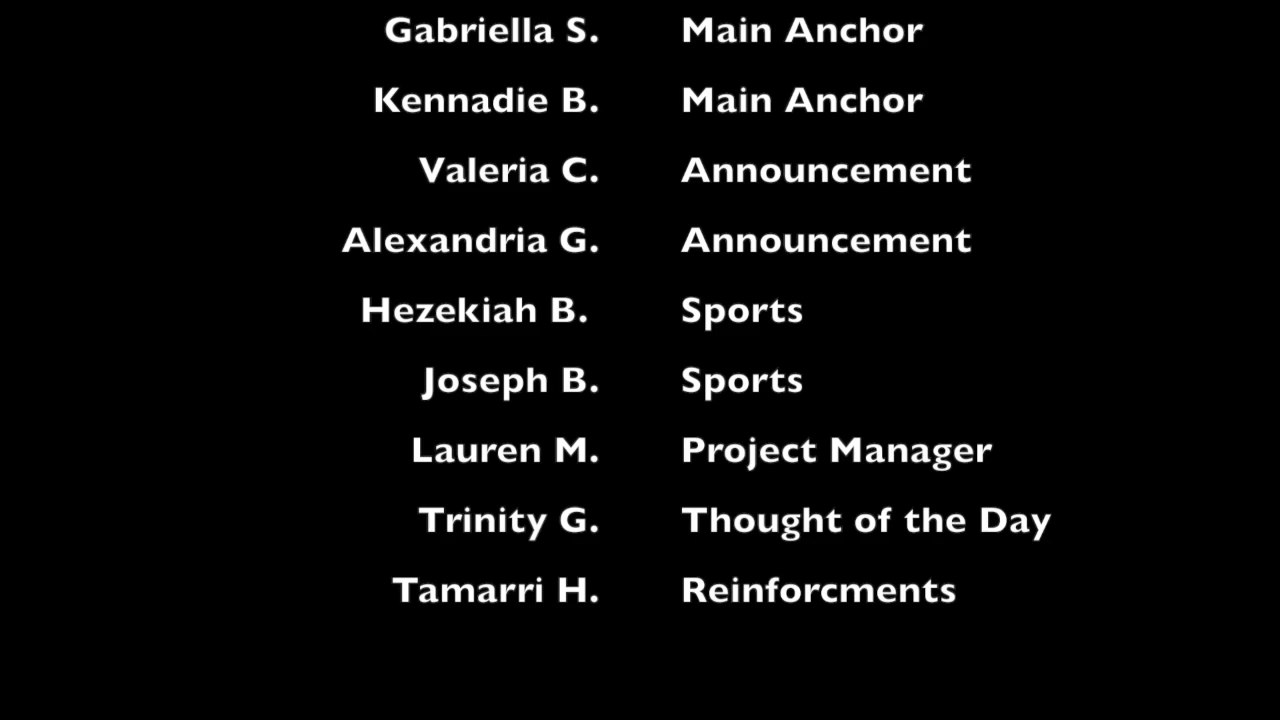 Gabriella S. Main Anchor
Kennadie B. Main Anchor
Valeria C. Announcement
Alexandria G. Announcement
Hezekiah B. Sports
Joseph B. Sports
Lauren M. Project Manager
Trinity G. Thought of the Day
Tamarri H. Reinforcments